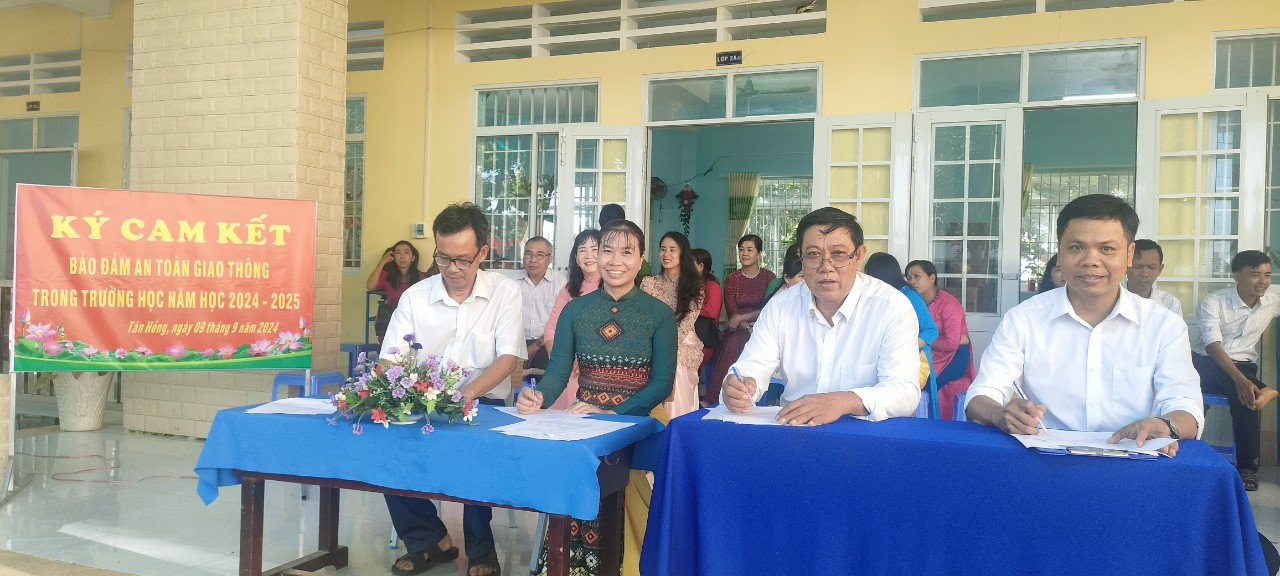 KÝ CAM KẾT
BẢO ĐẢM AN TOÀN GIAO THÔNG
TRONG TRƯỜNG HỌC NĂM HỌC 2024 - 2025
Tân Hồng, ngày 09 tháng 9 năm 2024